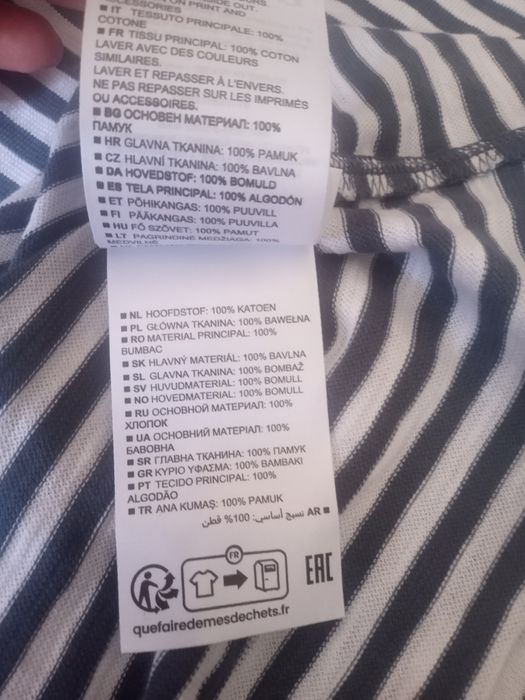 PRINT AND
■ IT TESSUTO PRINCIPALE: 100%
COTONE
■ FR TISSU PRINCIPAL: 100% COTON
LAVER AVEC DES COULEURS
SIMILAIRES.
LAVER ET REPASSER À L'ENVERS.
NE PAS REPASSER SUR LES IMPRIMÉS
OU ACCESSOIRES.
■ BG ОСНОВЕН МАТЕРИАЛ: 100%
ПАМУК
■ HR GLAVNA TKANINA: 100% PAMUK
■ CZ HLAVNÍ TKANINA: 100% BAVLNA
■ DA HOVEDSTOF: 100% BOMULD
■ ES TELA PRINCIPAL: 100% ALGODÓN
■ ET PÕHIKANGAS: 100% PUUVILL
■ FI PÄÄKANGAS: 100% PUUVILLA
■ HU FŐ SZÖVET: 100% PAMUT
■ LT PAGRINDINĖ MEDŽIAGA: 100%
MEDVILNĖ
■ NL HOOFDSTOF: 100% KATOEN
■ PL GŁÓWNA TKANINA: 100% BAWEŁNA
■ RO MATERIAL PRINCIPAL: 100%
BUMBAC
■ SK HLAVNÝ MATERIÁL: 100% BAVLNA
■ SL GLAVNA TKANINA: 100% BOMBAŽ
■ SV HUVUDMATERIAL: 100% BOMULL
■ NO HOVEDMATERIAL: 100% BOMULL
■ RU ОСНОВНОЙ МАТЕРИАЛ: 100%
ХЛОПОК
■ UA ОСНОВНИЙ МАТЕРІАЛ: 100%
БАВОВНА
■ SR ГЛАВНА ТКАНИНА: 100% ПАМУК
■ GR ΚΥΡΙΟ ΥΦΑΣΜΑ: 100% ΒΑΜΒΑΚΙ
■ PT TECIDO PRINCIPAL: 100%
ALGODÃO
■ TR ANA KUMAŞ: 100% PAMUK
■ AR نسيج أساسي: 100% قطن
FR
EAC
quefairedemesdechets.fr